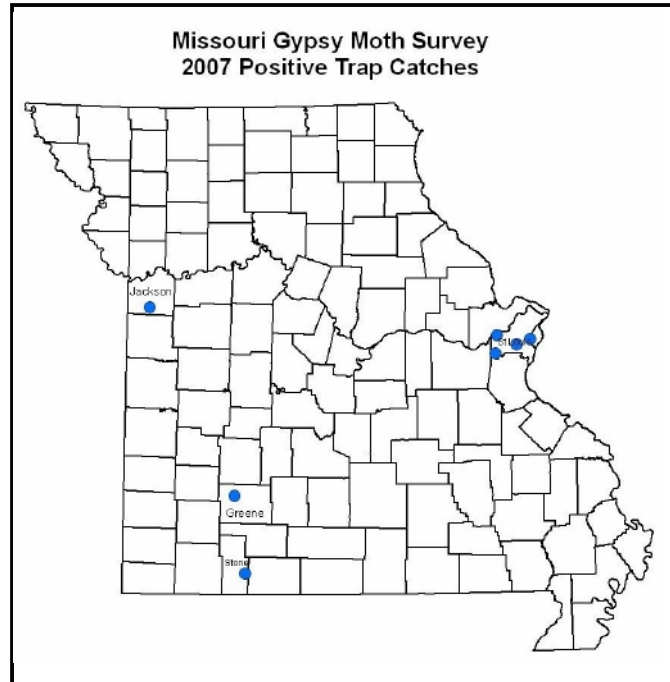 Missouri Gypsy Moth Survey
2007 Positive Trap Catches
Jackson
Greene
Stone